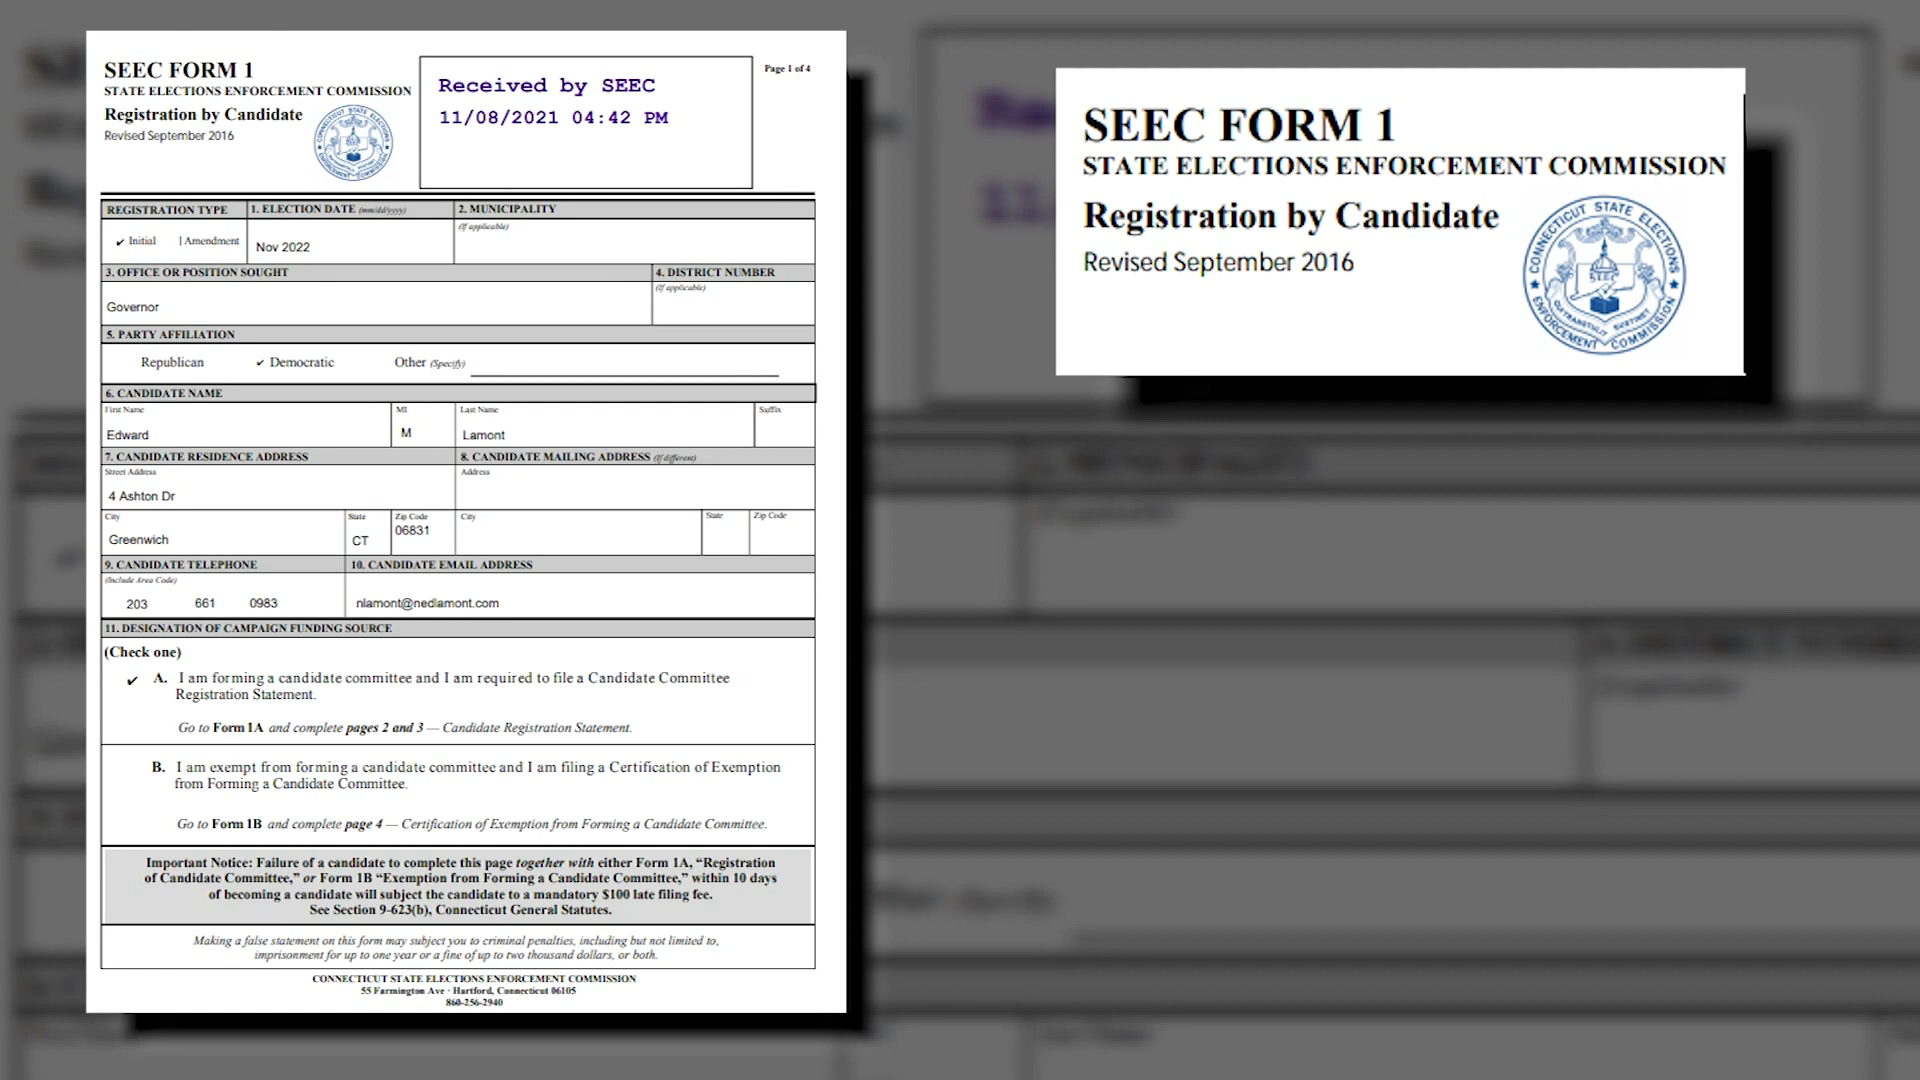 SEEC FORM 1
STATE ELECTIONS ENFORCEMENT COMMISSION
Registration by Candidate
Revised September 2016
CONNECTICUT STATE ELECTIONS
ENFORCEMENT COMMISSION
SEEC
Received by SEEC
11/08/2021 04:42 PM
Page 1 of 4
REGISTRATION TYPE
✓ Initial | Amendment
1. ELECTION DATE (mm/dd/yyyy)
Nov 2022
2. MUNICIPALITY
(If applicable)
3. OFFICE OR POSITION SOUGHT
Governor
4. DISTRICT NUMBER
(If applicable)
5. PARTY AFFILIATION
Republican ✓ Democratic Other (Specify)
6. CANDIDATE NAME
First Name
Edward
MI
M
Last Name
Lamont
Suffix
7. CANDIDATE RESIDENCE ADDRESS
Street Address
4 Ashton Dr
8. CANDIDATE MAILING ADDRESS (If different)
Address
City
Greenwich
State
CT
Zip Code
06831
City
State
Zip Code
9. CANDIDATE TELEPHONE
(Include Area Code)
203 661 0983
10. CANDIDATE EMAIL ADDRESS
nlamont@nedlamont.com
11. DESIGNATION OF CAMPAIGN FUNDING SOURCE
(Check one)
✓ A. I am forming a candidate committee and I am required to file a Candidate Committee
Registration Statement.
Go to Form 1A and complete pages 2 and 3 — Candidate Registration Statement.
B. I am exempt from forming a candidate committee and I am filing a Certification of Exemption
from Forming a Candidate Committee.
Go to Form 1B and complete page 4 — Certification of Exemption from Forming a Candidate Committee.
Important Notice: Failure of a candidate to complete this page together with either Form 1A, “Registration
of Candidate Committee,” or Form 1B “Exemption from Forming a Candidate Committee,” within 10 days
of becoming a candidate will subject the candidate to a mandatory $100 late filing fee.
See Section 9-623(b), Connecticut General Statutes.
Making a false statement on this form may subject you to criminal penalties, including but not limited to,
imprisonment for up to one year or a fine of up to two thousand dollars, or both.
CONNECTICUT STATE ELECTIONS ENFORCEMENT COMMISSION
55 Farmington Ave · Hartford, Connecticut 06105
860-256-2940
SEEC FORM 1
STATE ELECTIONS ENFORCEMENT COMMISSION
Registration by Candidate
Revised September 2016
CONNECTICUT STATE ELECTIONS
ENFORCEMENT COMMISSION
SEEC